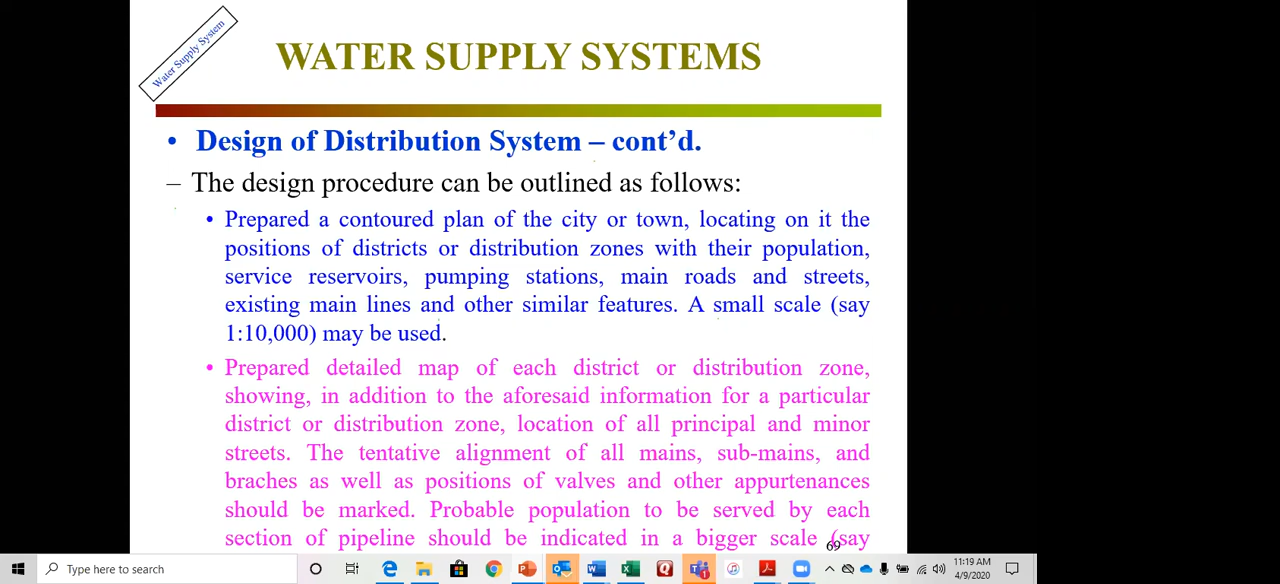 Water Supply System
WATER SUPPLY SYSTEMS
• Design of Distribution System – cont’d.
– The design procedure can be outlined as follows:
• Prepared a contoured plan of the city or town, locating on it the
positions of districts or distribution zones with their population,
service reservoirs, pumping stations, main roads and streets,
existing main lines and other similar features. A small scale (say
1:10,000) may be used.
• Prepared detailed map of each district or distribution zone,
showing, in addition to the aforesaid information for a particular
district or distribution zone, location of all principal and minor
streets. The tentative alignment of all mains, sub-mains, and
braches as well as positions of valves and other appurtenances
should be marked. Probable population to be served by each
section of pipeline should be indicated in a bigger scale (say
69
Type here to search
11:19 AM
4/9/2020